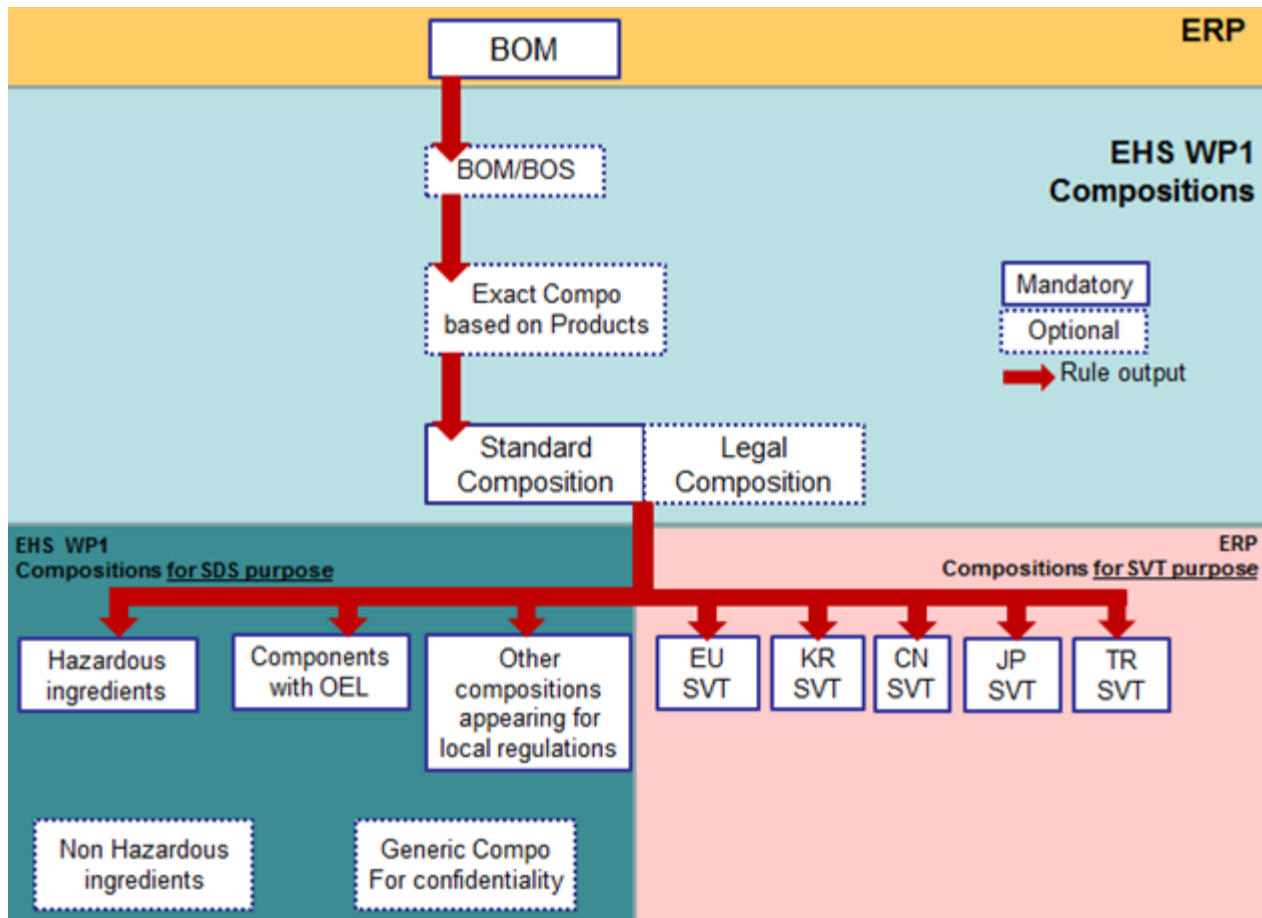 ERP
BOM
BOM/BOS
EHS WP1
Compositions
Exact Compo
based on Products
Mandatory
Optional
Rule output
Standard
Composition
Legal
Composition
EHS WP1
Compositions for SDS purpose
ERP
Compositions for SVT purpose
Hazardous
ingredients
Components
with OEL
Other
compositions
appearing for
local regulations
EU
SVT
KR
SVT
CN
SVT
JP
SVT
TR
SVT
Non Hazardous
ingredients
Generic Compo
For confidentiality